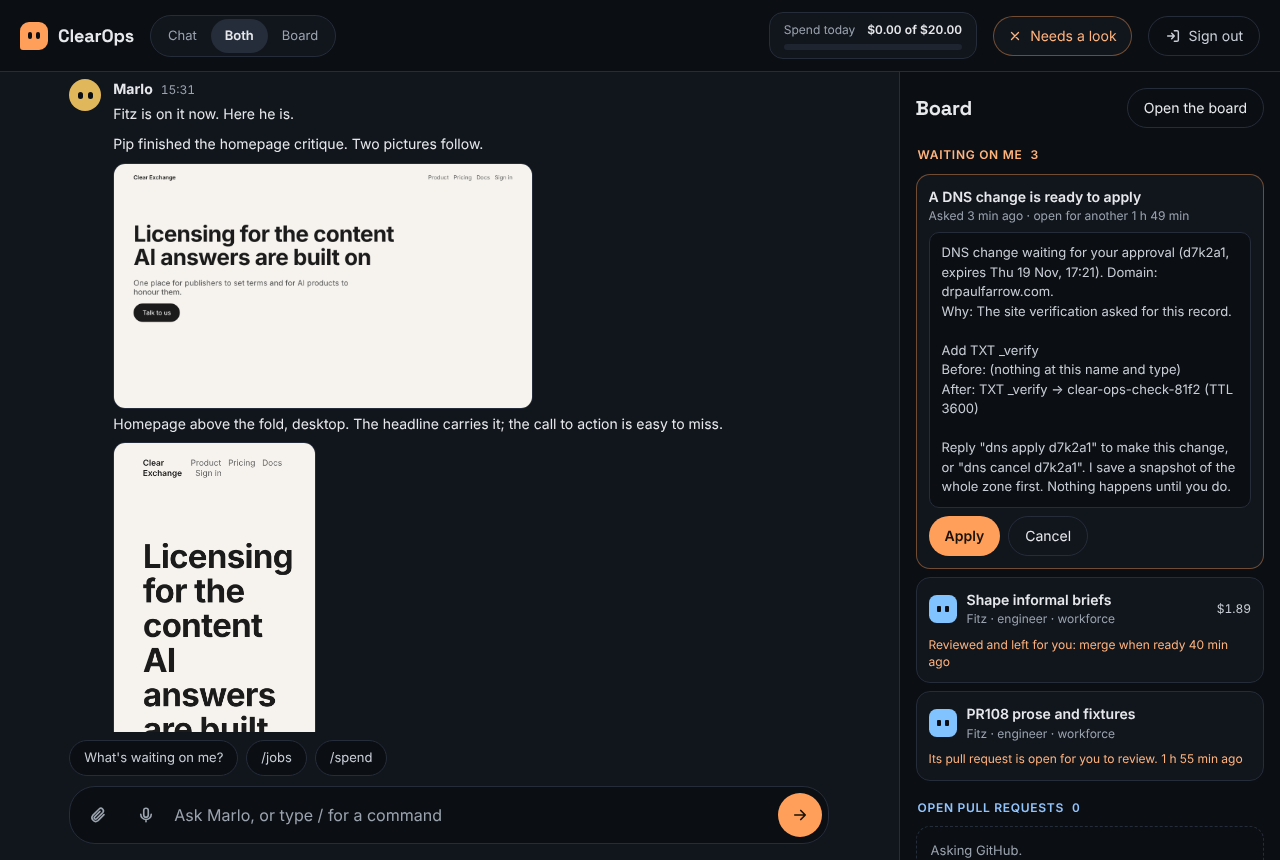 ClearOps
Chat
Both
Board
Spend today
$0.00 of $20.00
Needs a look
Sign out
Marlo 15:31
Fitz is on it now. Here he is.
Pip finished the homepage critique. Two pictures follow.
Clear Exchange
Product Pricing Docs Sign in
Licensing for the content
AI answers are built on
One place for publishers to set terms and for AI products to
honour them.
Talk to us
Homepage above the fold, desktop. The headline carries it; the call to action is easy to miss.
Clear
Exchange
Product Pricing Docs
Sign in
Licensing
for the
content
AI
answers
are built
What's waiting on me?
/jobs
/spend
Ask Marlo, or type / for a command
Board
Open the board
WAITING ON ME 3
A DNS change is ready to apply
Asked 3 min ago · open for another 1 h 49 min
DNS change waiting for your approval (d7k2a1,
expires Thu 19 Nov, 17:21). Domain:
drpaulfarrow.com.
Why: The site verification asked for this record.
Add TXT _verify
Before: (nothing at this name and type)
After: TXT _verify → clear-ops-check-81f2 (TTL
3600)
Reply "dns apply d7k2a1" to make this change,
or "dns cancel d7k2a1". I save a snapshot of the
whole zone first. Nothing happens until you do.
Apply
Cancel
Shape informal briefs
$1.89
Fitz · engineer · workforce
Reviewed and left for you: merge when ready 40 min
ago
PR108 prose and fixtures
Fitz · engineer · workforce
Its pull request is open for you to review. 1 h 55 min ago
OPEN PULL REQUESTS 0
Asking GitHub.